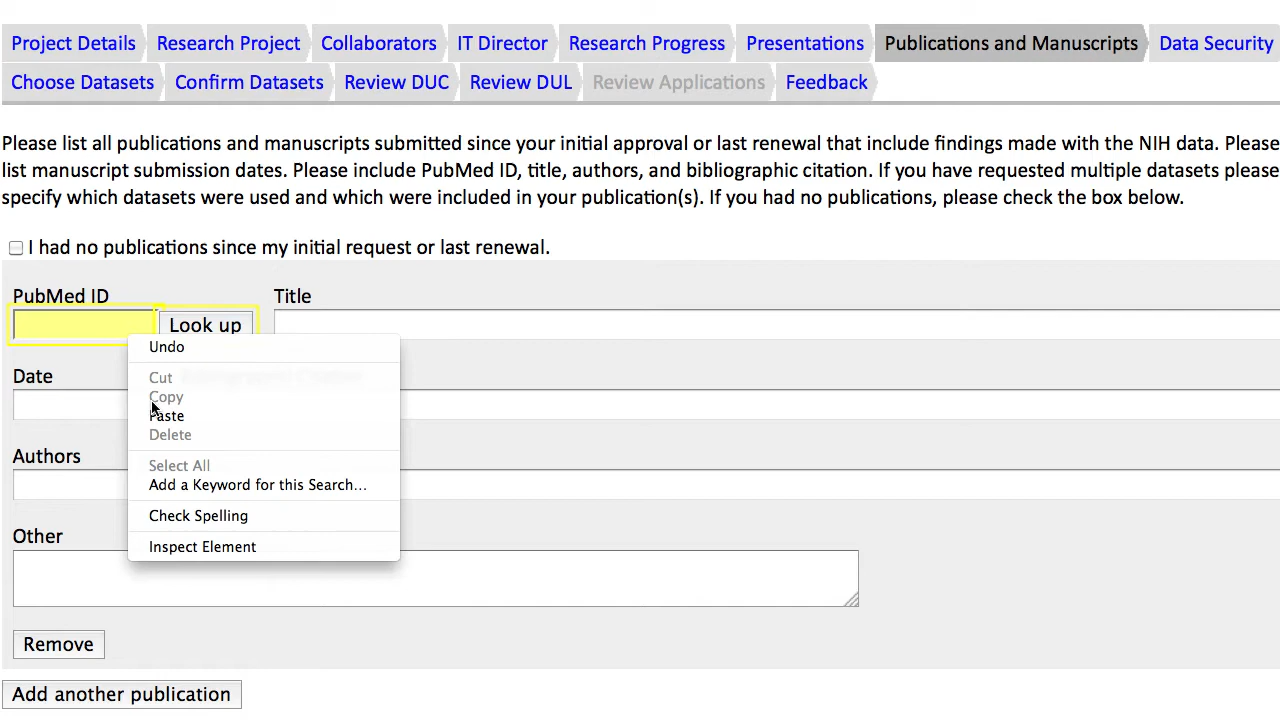 Project Details Research Project Collaborators IT Director Research Progress Presentations Publications and Manuscripts Data Security
Choose Datasets Confirm Datasets Review DUC Review DUL Review Applications Feedback
Please list all publications and manuscripts submitted since your initial approval or last renewal that include findings made with the NIH data. Please
list manuscript submission dates. Please include PubMed ID, title, authors, and bibliographic citation. If you have requested multiple datasets please
specify which datasets were used and which were included in your publication(s). If you had no publications, please check the box below.
I had no publications since my initial request or last renewal.
PubMed ID Title
Look up
Undo
Date
Cut
Copy
Paste
Delete
Authors
Select All
Add a Keyword for this Search...
Check Spelling
Other
Inspect Element
Remove
Add another publication